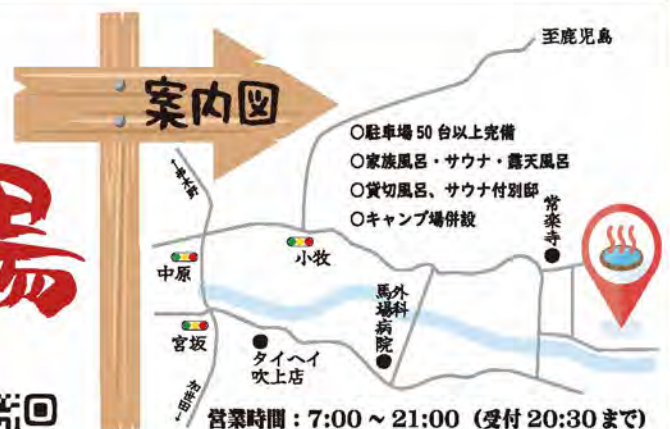 案内図
至鹿児島
○駐車場50台以上完備
○家族風呂・サウナ・露天風呂
○貸切風呂、サウナ付別邸
○キャンプ場併設
常楽寺
小牧
中原
馬場病院
外科
宮坂
タイヘイ
吹上店
湯
営業時間:7:00 ~ 21:00(受付 20:30 まで)